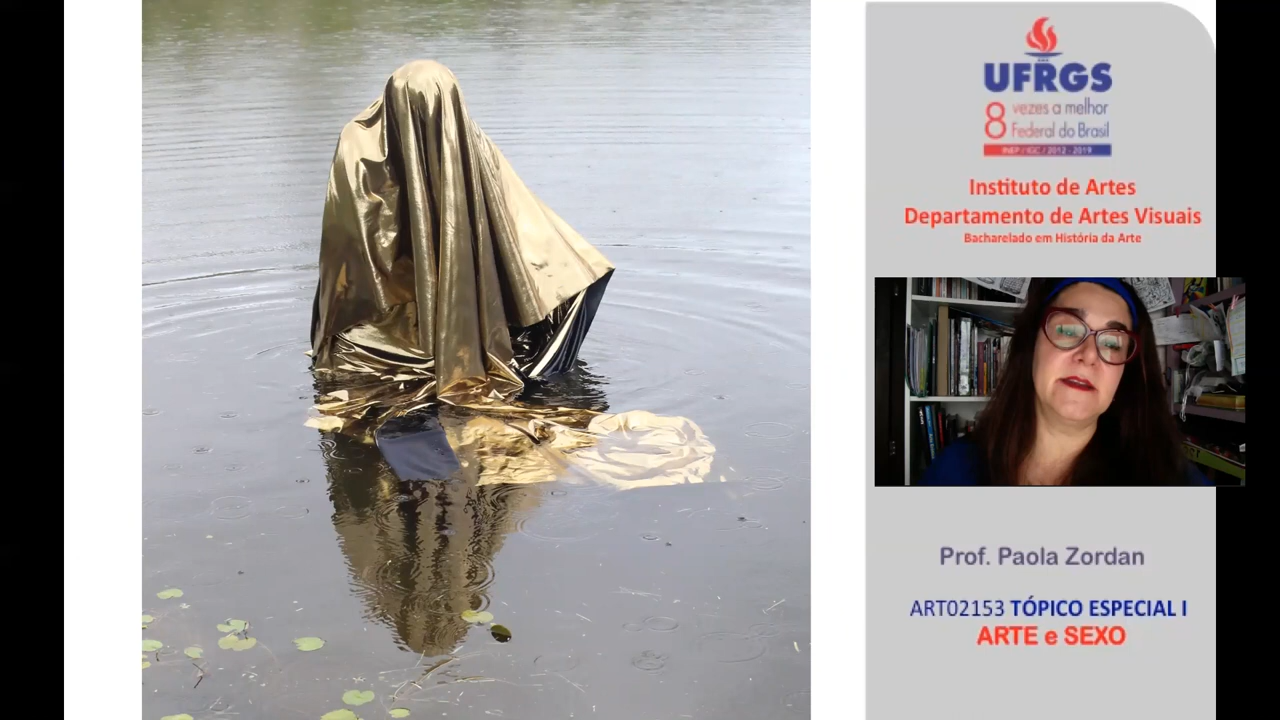 UFRGS
8 vezes a melhor
Federal do Brasil
INEP / IGC / 2012 - 2019
Instituto de Artes
Departamento de Artes Visuais
Bacharelado em História da Arte
Prof. Paola Zordan
ART02153 TÓPICO ESPECIAL I
ARTE e SEXO